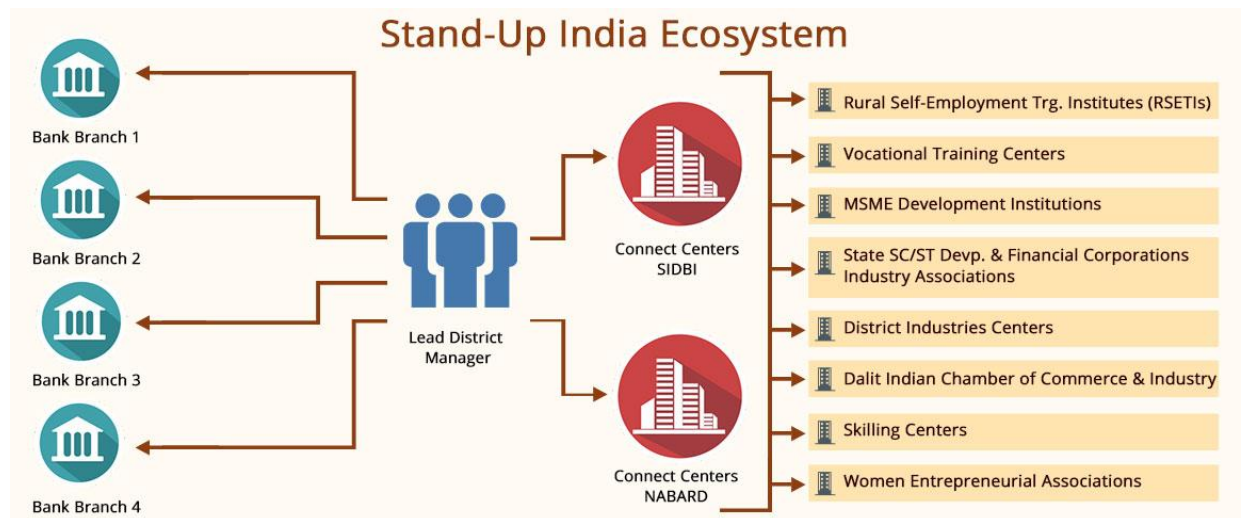 Stand-Up India Ecosystem
Bank Branch 1
Bank Branch 2
Bank Branch 3
Bank Branch 4
Lead District
Manager
Connect Centers
SIDBI
Connect Centers
NABARD
Rural Self-Employment Trg. Institutes (RSETIs)
Vocational Training Centers
MSME Development Institutions
State SC/ST Devp. & Financial Corporations
Industry Associations
District Industries Centers
Dalit Indian Chamber of Commerce & Industry
Skilling Centers
Women Entrepreneurial Associations